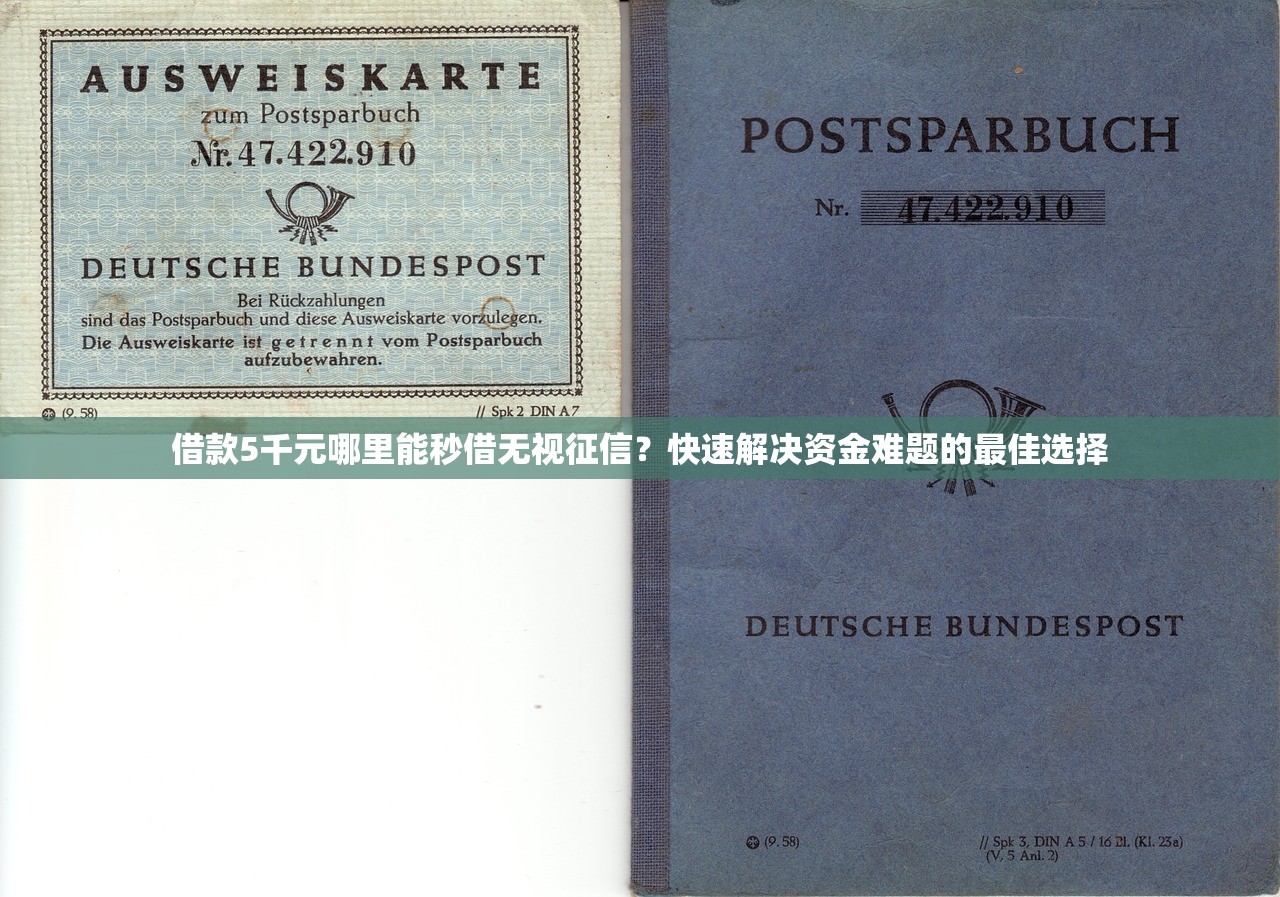 AUSWEISKARTE
zum Postsparbuch
Nr. 47.422.910
DEUTSCHE BUNDESPOST
Bei Rückzahlungen
sind das Postsparbuch und diese Ausweiskarte vorzulegen.
Die Ausweiskarte ist getrennt vom Postsparbuch
aufzubewahren.
(9. 58)
// Spk 2 DIN A 7
POSTSPARBUCH
Nr. 47.422.910
借款5千元哪里能秒借无视征信？快速解决资金难题的最佳选择
DEUTSCHE BUNDESPOST
(9. 58)
// Spk 3, DIN A 5 / 16 Bl. (Kl. 23a)
(V, 5 Anl. 2)